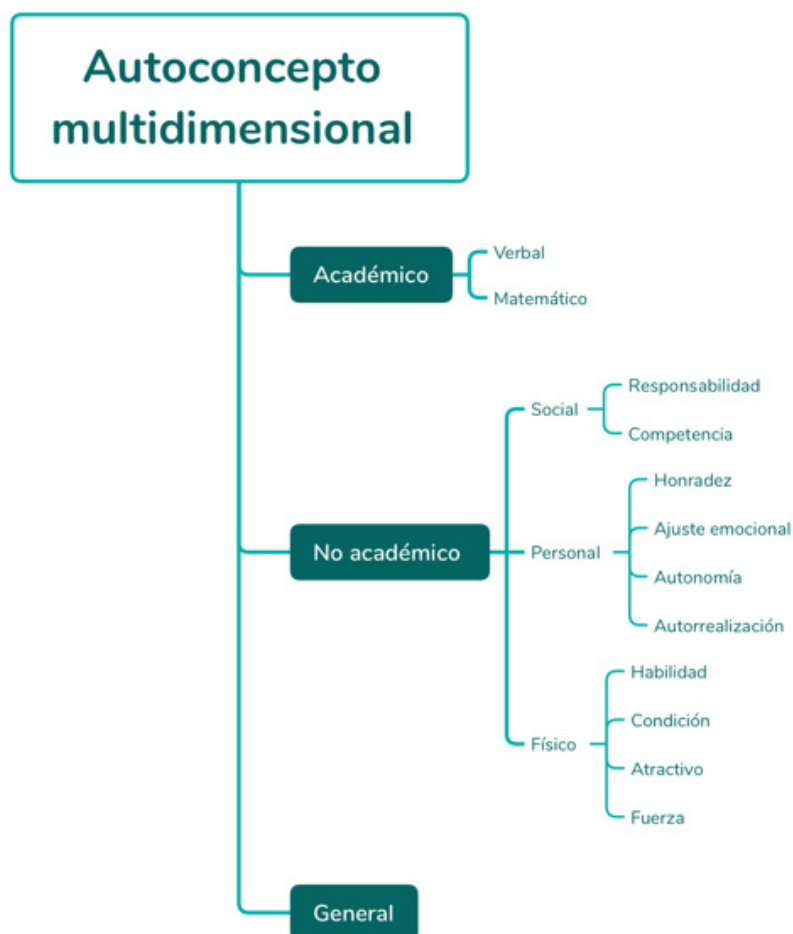 Autoconcepto
multidimensional
Académico
Verbal
Matemático
No académico
Social
Responsabilidad
Competencia
Personal
Honradez
Ajuste emocional
Autonomía
Autorrealización
Físico
Habilidad
Condición
Atractivo
Fuerza
General